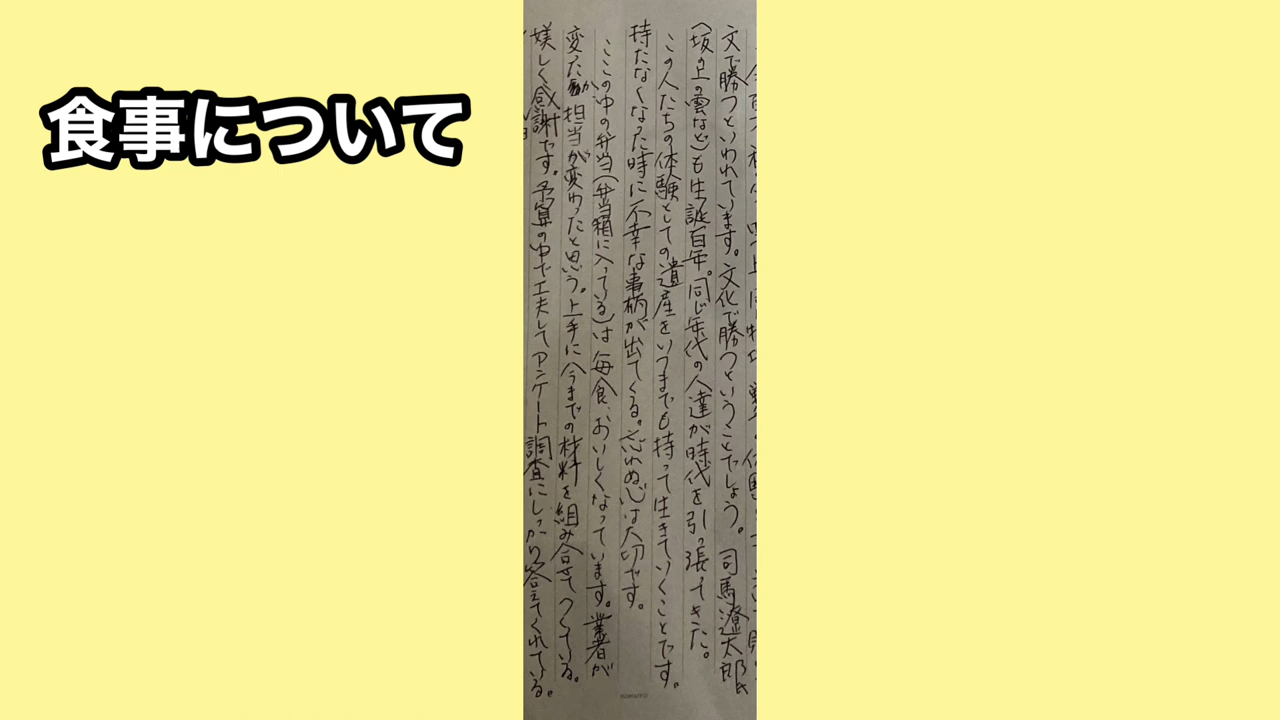 食事について
文で勝つといわれています。文化で勝つということでしょう。司馬遼太郎氏
(坂の上の雲など)も生誕百年。同じ年代の人達が時代を引っ張ってきた。
この人たちの体験としての遺産をいつまでも持って生きていくことです。
持たなくなった時に不幸な事柄が出てくる。忘れぬ心は大切です。
ここの中の弁当(弁当箱に入っている)は毎食、おいしくなっています。業者が
変ったか担当が変わったと思う。上手に今までの材料を組み合せてつくている。
嬉しく感謝です。予算の中で工夫してアンケート調査にしっかり答えてくれている。